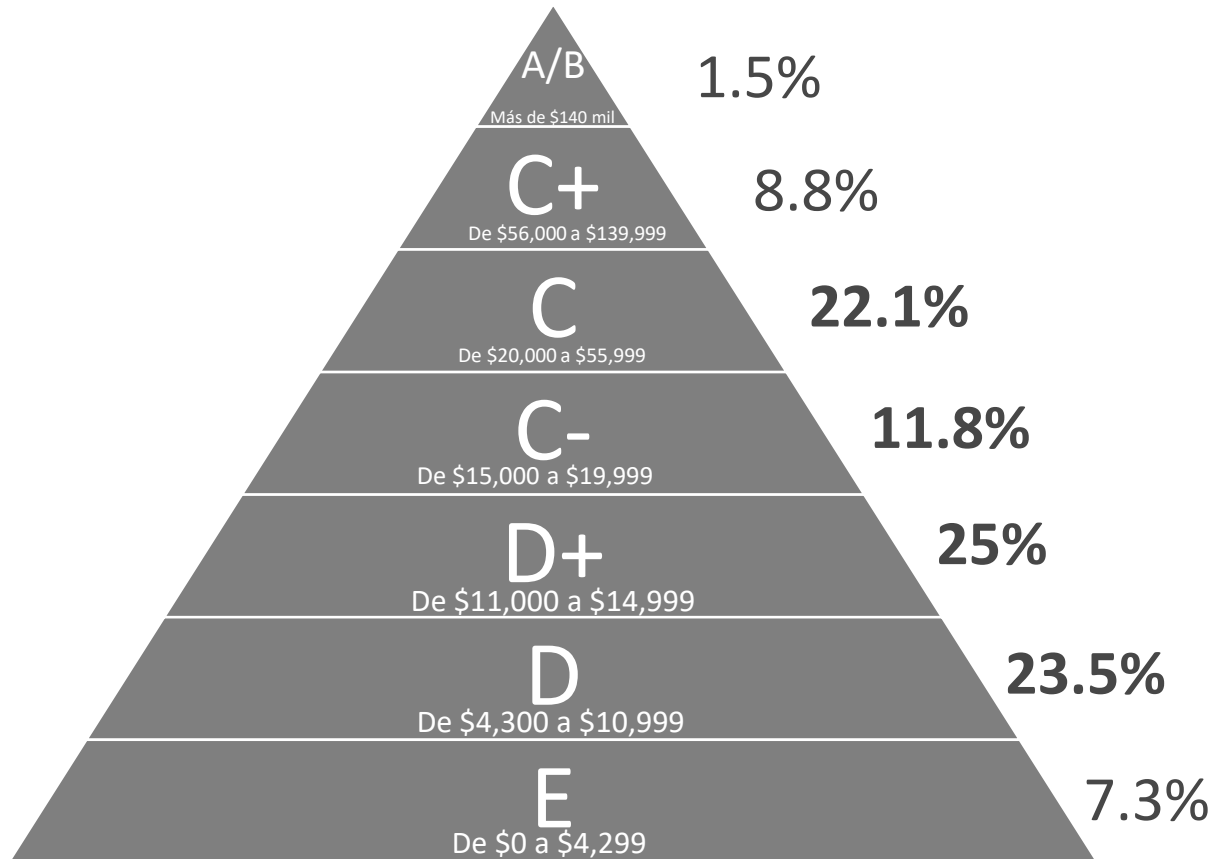 A/B
1.5%
Más de $140 mil
C+
8.8%
De $56,000 a $139,999
C
22.1%
De $20,000 a $55,999
C-
11.8%
De $15,000 a $19,999
D+
25%
De $11,000 a $14,999
D
23.5%
De $4,300 a $10,999
E
7.3%
De $0 a $4,299